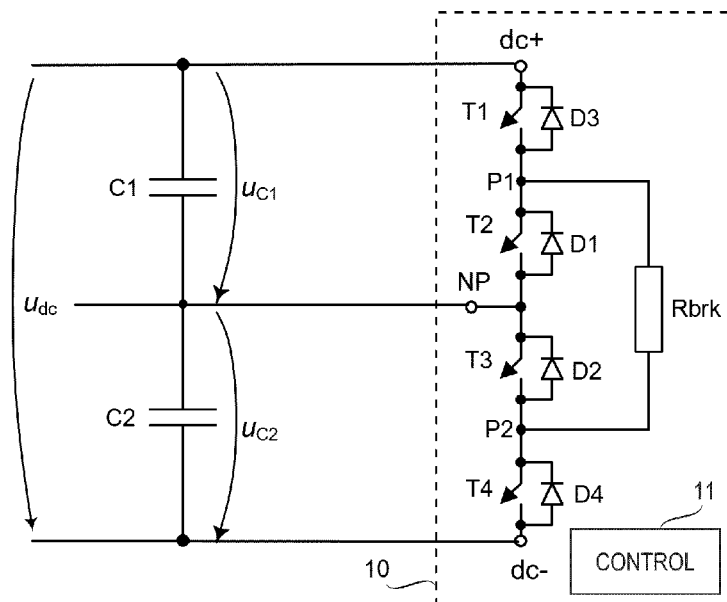 dc+
T1
D3
P1
C1
uC1
T2
D1
NP
Rbrk
udc
T3
D2
C2
uC2
P2
T4
D4
11
CONTROL
10
dc-